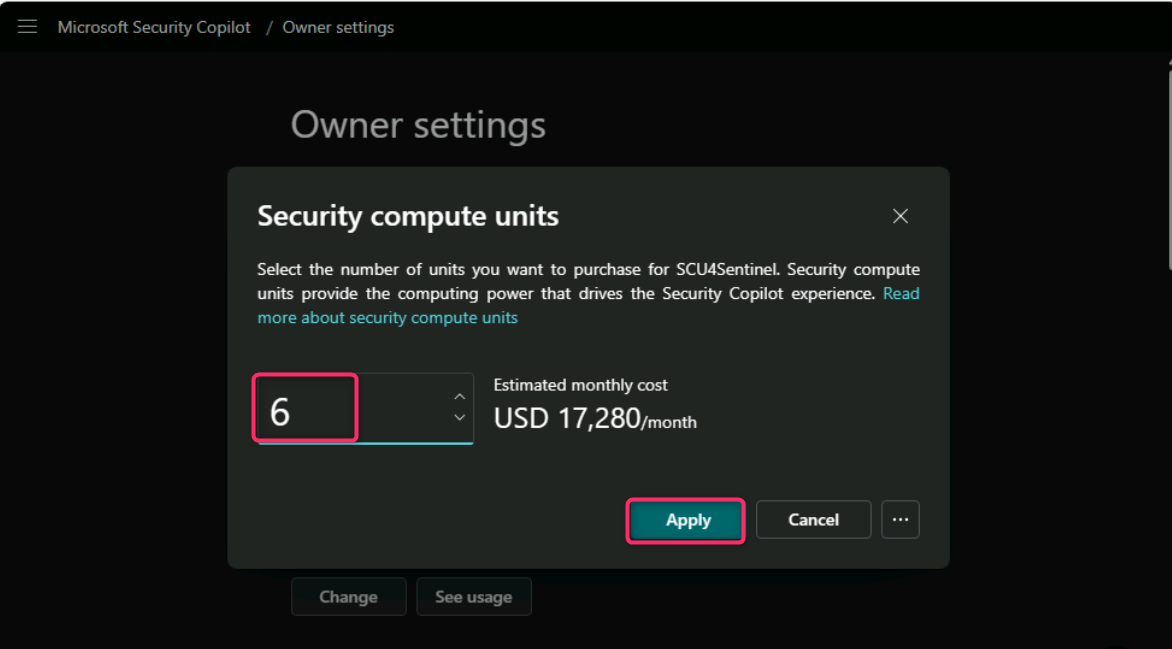 Microsoft Security Copilot / Owner settings
Owner settings
Security compute units
Select the number of units you want to purchase for SCU4Sentinel. Security compute
units provide the computing power that drives the Security Copilot experience. Read
more about security compute units
6
Estimated monthly cost
USD 17,280/month
Apply
Cancel
...
Change
See usage